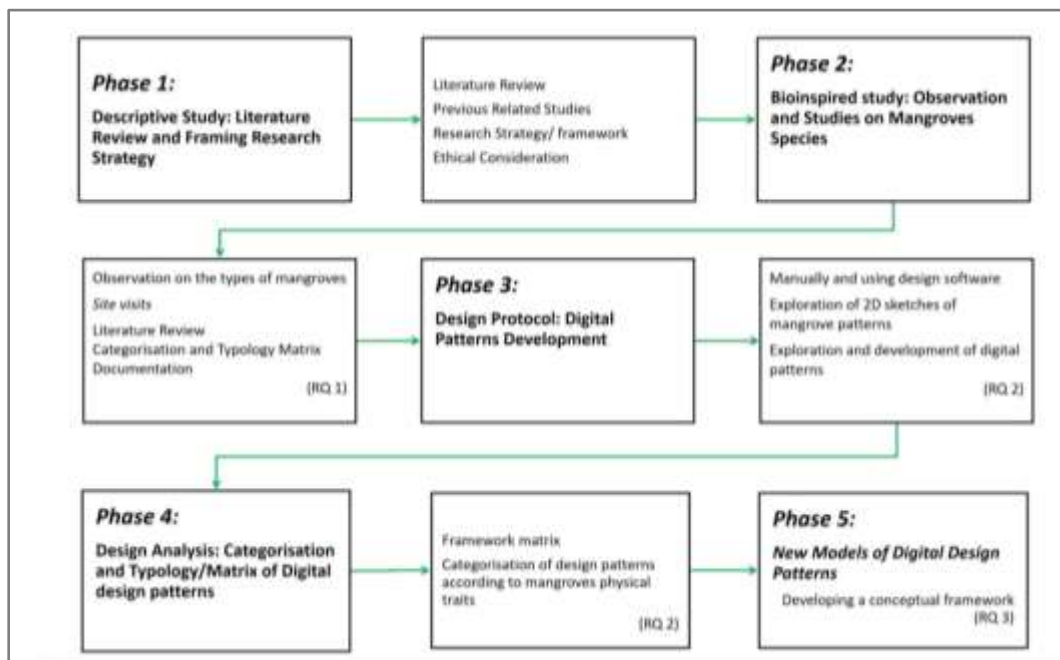 Phase 1:
Descriptive Study: Literature
Review and Framing Research
Strategy
Literature Review
Previous Related Studies
Research Strategy/ framework
Ethical Consideration
Phase 2:
Bioinspired study: Observation
and Studies on Mangroves
Species
Observation on the types of mangroves
Site visits
Literature Review
Categorisation and Typology Matrix
Documentation
(RQ 1)
Phase 3:
Design Protocol: Digital
Patterns Development
Manually and using design software
Exploration of 2D sketches of
mangrove patterns
Exploration and development of digital
patterns
(RQ 2)
Phase 4:
Design Analysis: Categorisation
and Typology/Matrix of Digital
design patterns
Framework matrix
Categorisation of design patterns
according to mangroves physical
traits
(RQ 2)
Phase 5:
New Models of Digital Design
Patterns
Developing a conceptual framework
(RQ 3)